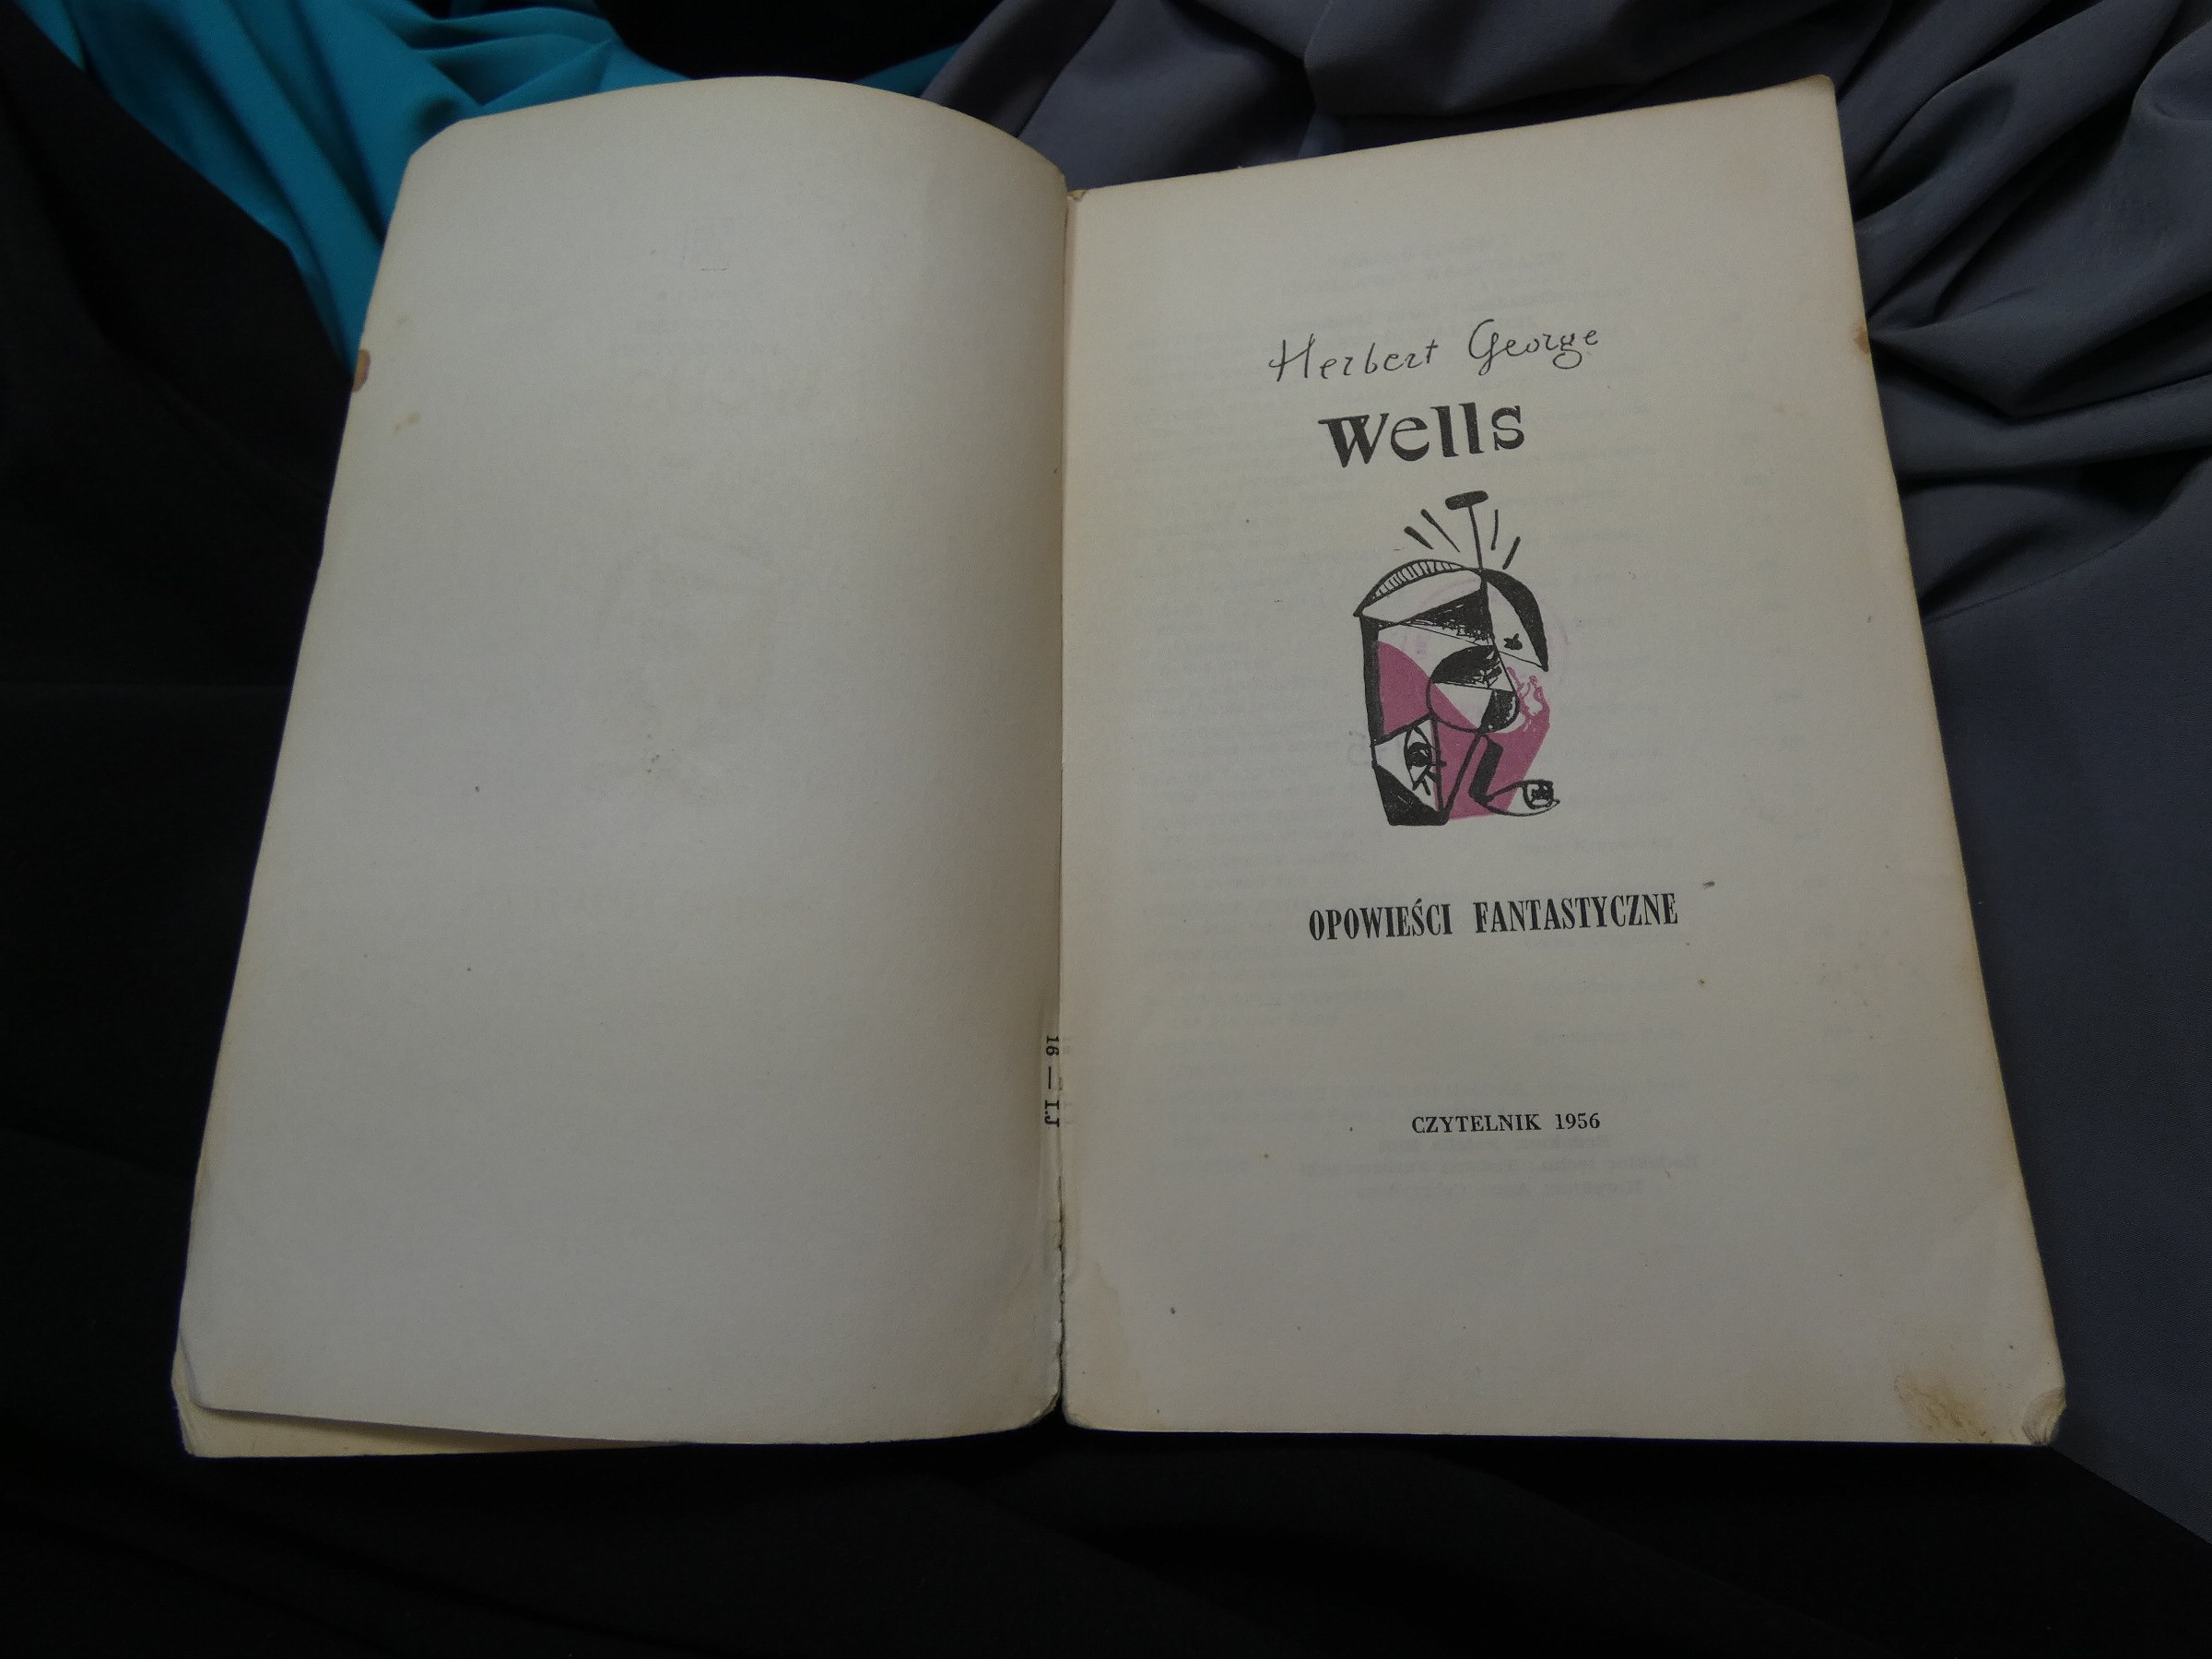 Herbert George
Wells
OPOWIEŚCI FANTASTYCZNE
CZYTELNIK 1956
16 — I.J